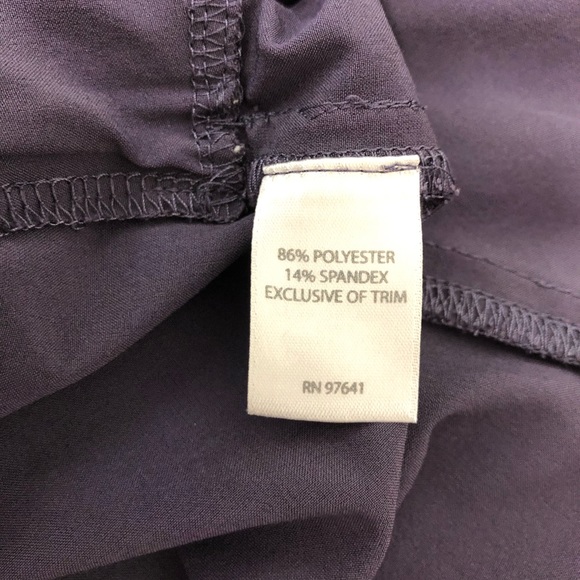 86% POLYESTER
14% SPANDEX
EXCLUSIVE OF TRIM
RN 97641